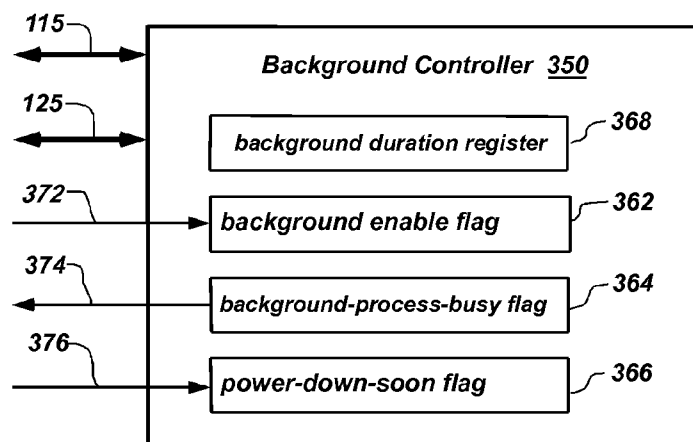 115
Background Controller 350
125
background duration register
368
372
background enable flag
362
374
background-process-busy flag
364
376
power-down-soon flag
366